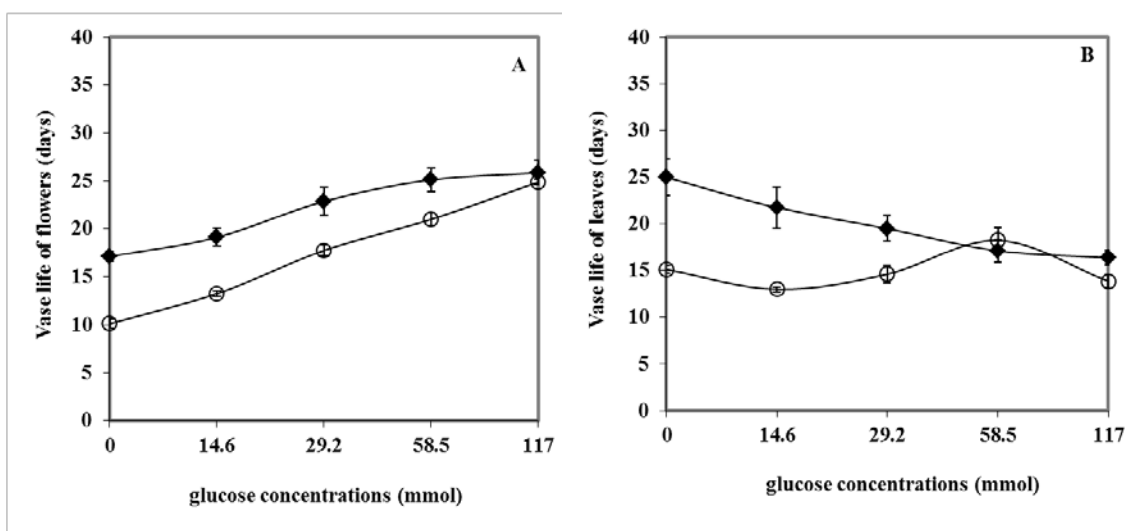 A
Vase life of flowers (days)
40
35
30
25
20
15
10
5
0
0 14.6 29.2 58.5 117
glucose concentrations (mmol)
B
Vase life of leaves (days)
40
35
30
25
20
15
10
5
0
0 14.6 29.2 58.5 117
glucose concentrations (mmol)